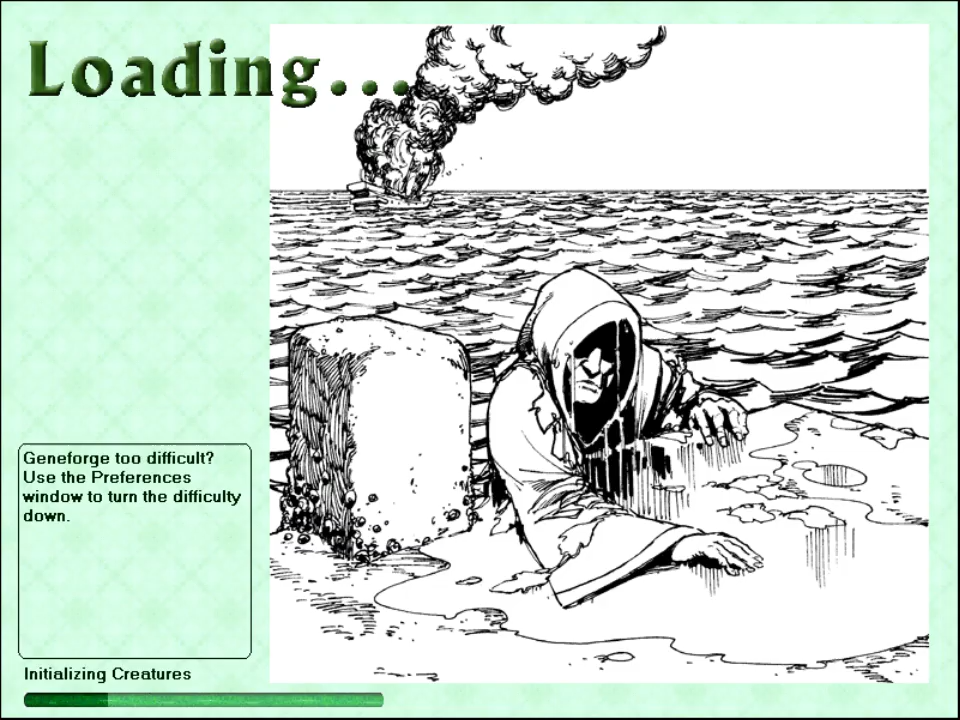 Loading...
Geneforge too difficult?
Use the Preferences
window to turn the difficulty
down.
Initializing Creatures